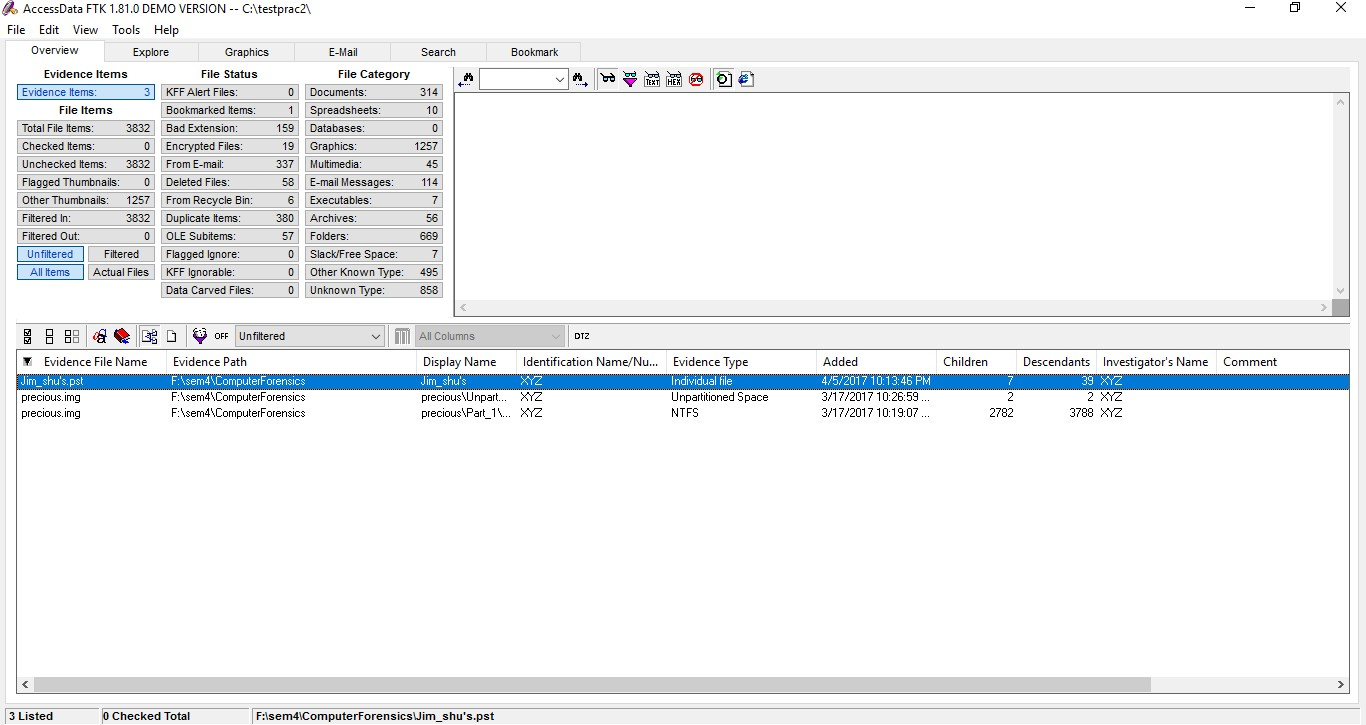 AccessData FTK 1.81.0 DEMO VERSION -- C:\testprac2\
File Edit View Tools Help
Overview Explore Graphics E-Mail Search Bookmark
Evidence Items File Status File Category
Evidence Items: 3 KFF Alert Files: 0 Documents: 314
File Items Bookmarked Items: 1 Spreadsheets: 10
Total File Items: 3832 Bad Extension: 159 Databases: 0
Checked Items: 0 Encrypted Files: 19 Graphics: 1257
Unchecked Items: 3832 From E-mail: 337 Multimedia: 45
Flagged Thumbnails: 0 Deleted Files: 58 E-mail Messages: 114
Other Thumbnails: 1257 From Recycle Bin: 6 Executables: 7
Filtered In: 3832 Duplicate Items: 380 Archives: 56
Filtered Out: 0 OLE Subitems: 57 Folders: 669
Unfiltered Filtered Flagged Ignore: 0 Slack/Free Space: 7
All Items Actual Files KFF Ignorable: 0 Other Known Type: 495
Data Carved Files: 0 Unknown Type: 858
TEXT HEX
OFF Unfiltered All Columns DTZ
Evidence File Name Evidence Path Display Name Identification Name/Nu... Evidence Type Added Children Descendants Investigator's Name Comment
Jim_shu's.pst F:\sem4\ComputerForensics Jim_shu's XYZ Individual file 4/5/2017 10:13:46 PM 7 39 XYZ
precious.img F:\sem4\ComputerForensics precious\Unpart... XYZ Unpartitioned Space 3/17/2017 10:26:59 ... 2 2 XYZ
precious.img F:\sem4\ComputerForensics precious\Part_1\... XYZ NTFS 3/17/2017 10:19:07 ... 2782 3788 XYZ
3 Listed 0 Checked Total F:\sem4\ComputerForensics\Jim_shu's.pst